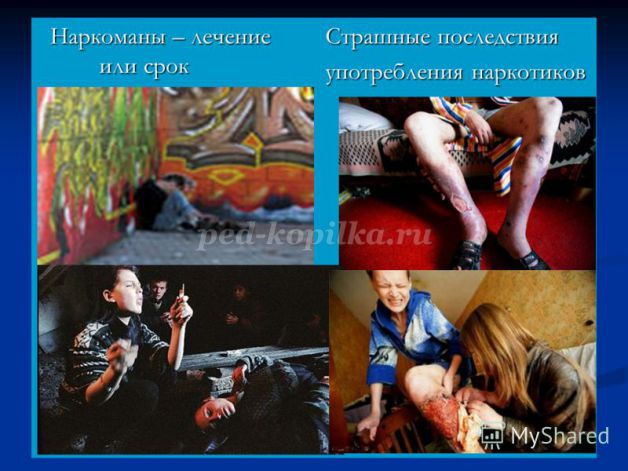 Наркоманы – лечение
или срок
Страшные последствия
употребления наркотиков
ped-kopilka.ru
MyShared